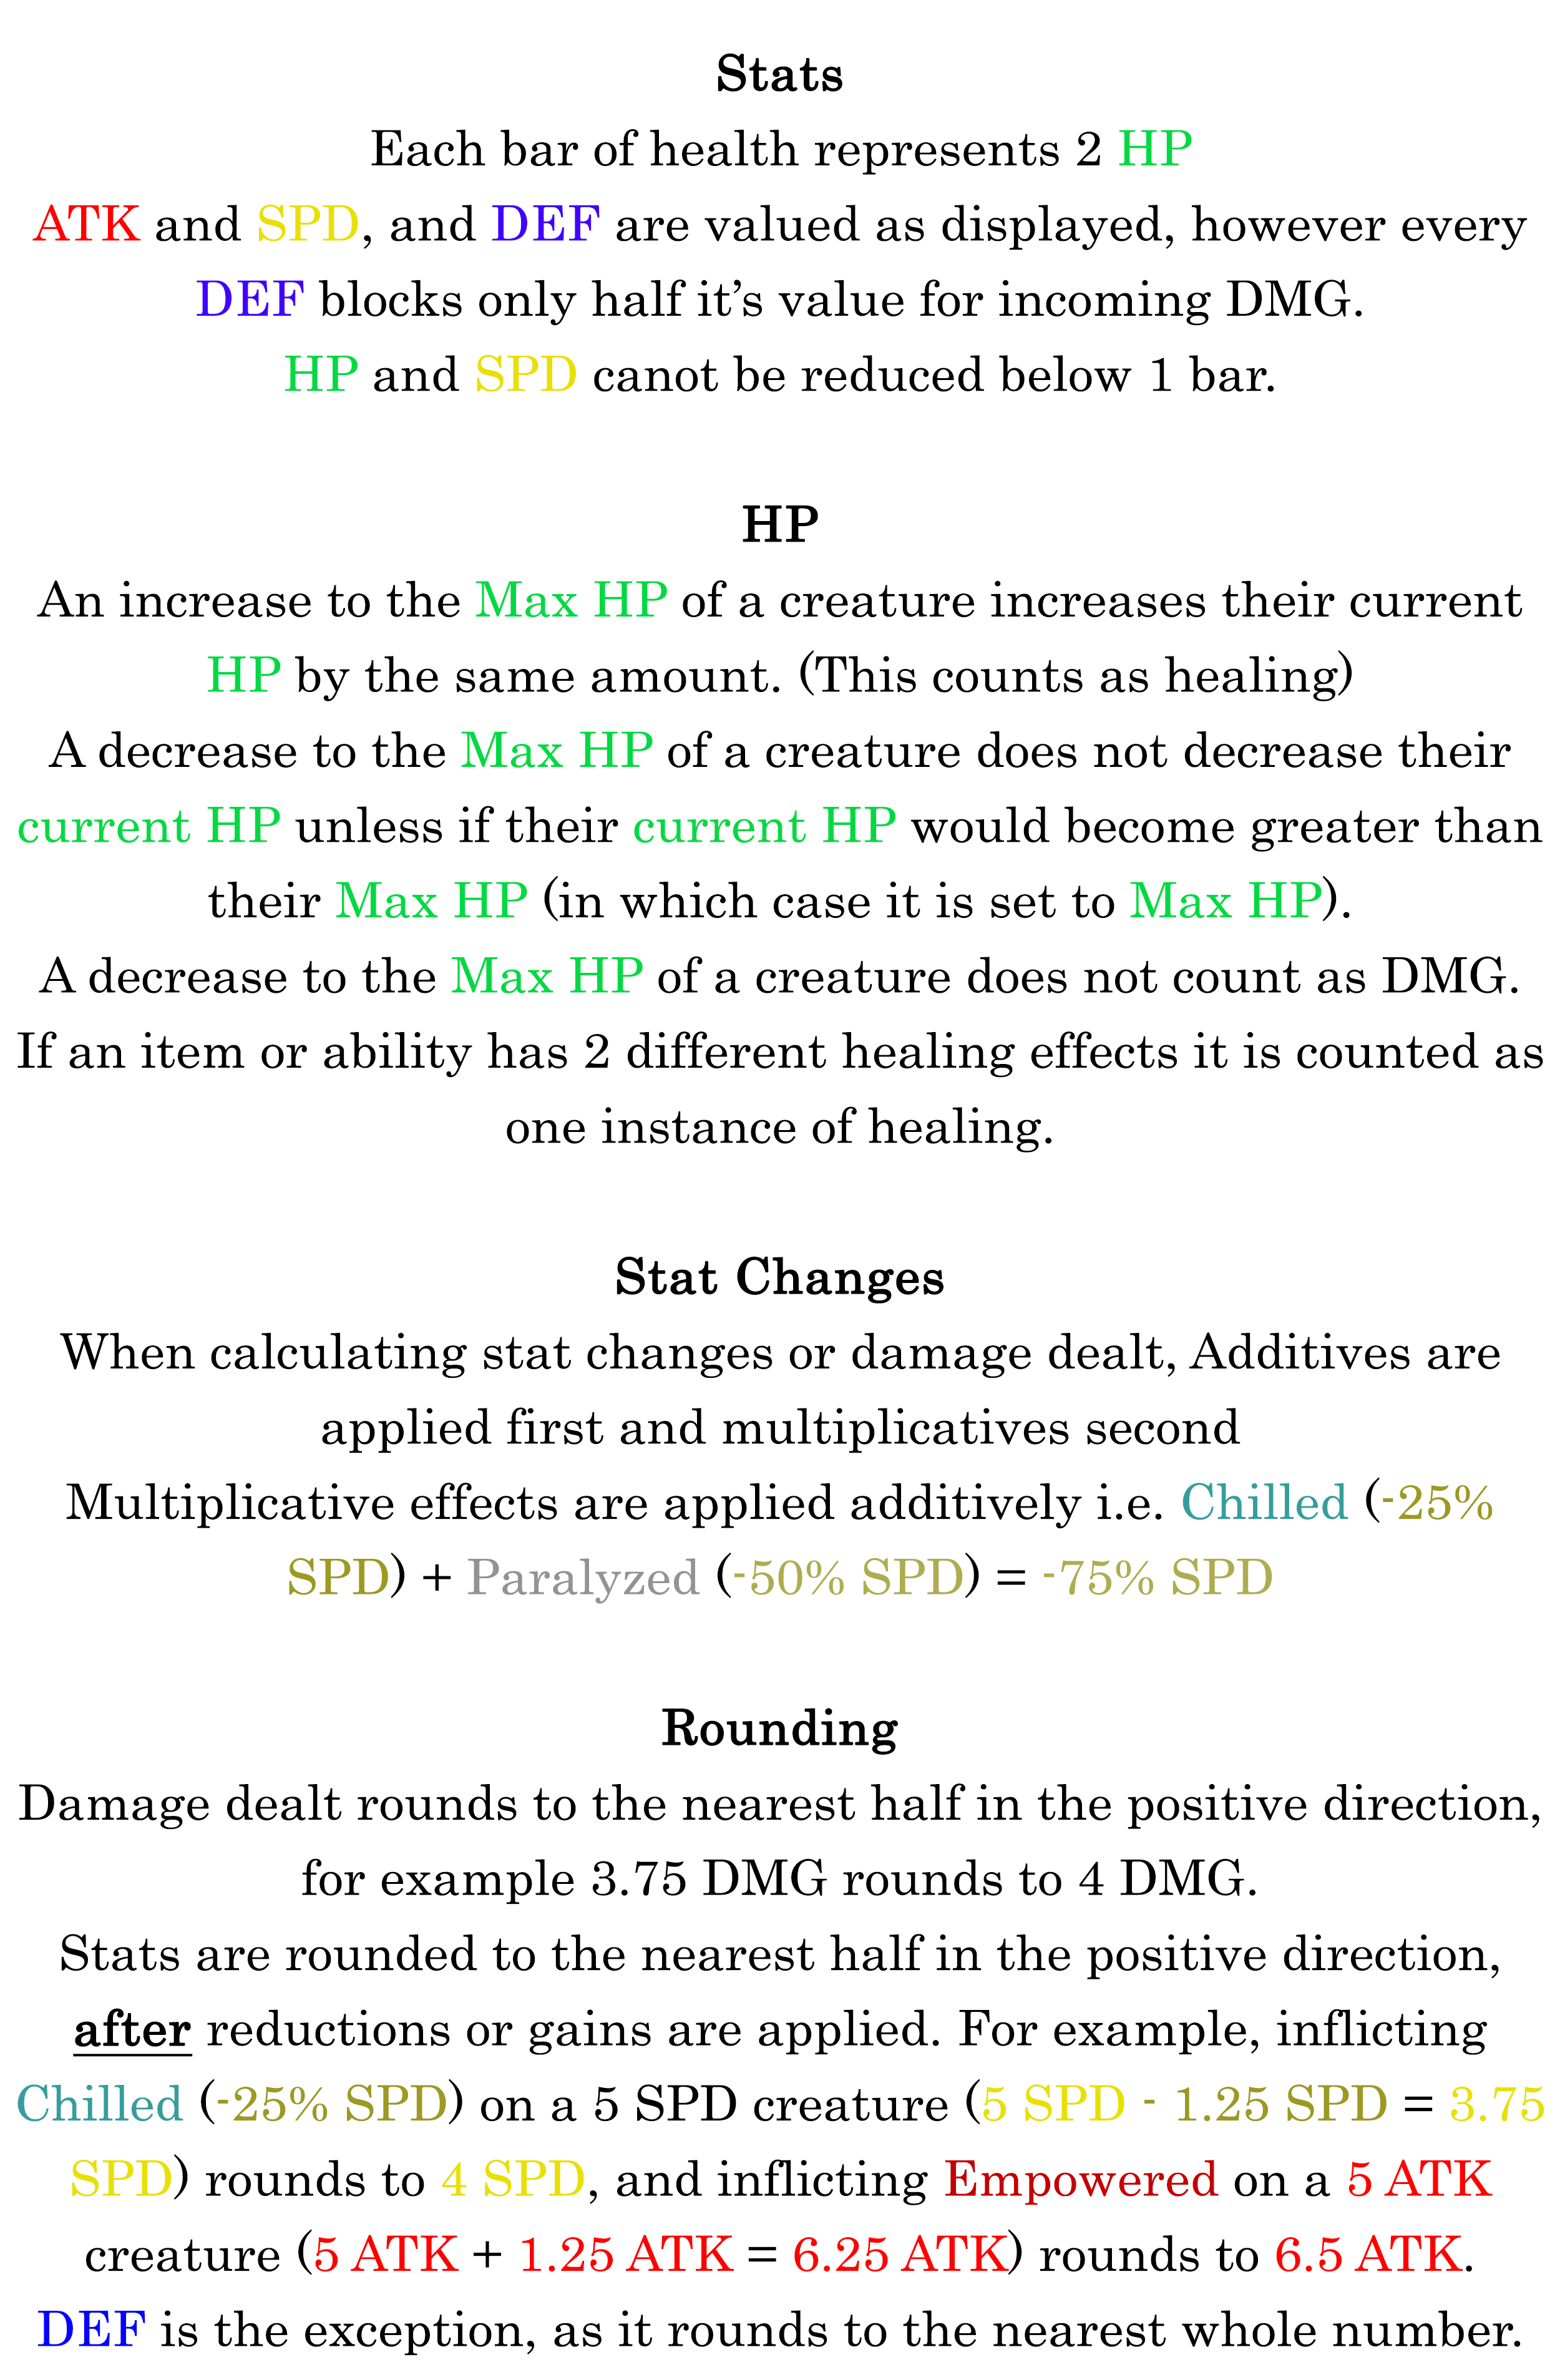 Stats
Each bar of health represents 2 HP
ATK and SPD, and DEF are valued as displayed, however every
DEF blocks only half it’s value for incoming DMG.
HP and SPD canot be reduced below 1 bar.
HP
An increase to the Max HP of a creature increases their current
HP by the same amount. (This counts as healing)
A decrease to the Max HP of a creature does not decrease their
current HP unless if their current HP would become greater than
their Max HP (in which case it is set to Max HP).
A decrease to the Max HP of a creature does not count as DMG.
If an item or ability has 2 different healing effects it is counted as
one instance of healing.
Stat Changes
When calculating stat changes or damage dealt, Additives are
applied first and multiplicatives second
Multiplicative effects are applied additively i.e. Chilled (-25%
SPD) + Paralyzed (-50% SPD) = -75% SPD
Rounding
Damage dealt rounds to the nearest half in the positive direction,
for example 3.75 DMG rounds to 4 DMG.
Stats are rounded to the nearest half in the positive direction,
after reductions or gains are applied. For example, inflicting
Chilled (-25% SPD) on a 5 SPD creature (5 SPD - 1.25 SPD = 3.75
SPD) rounds to 4 SPD, and inflicting Empowered on a 5 ATK
creature (5 ATK + 1.25 ATK = 6.25 ATK) rounds to 6.5 ATK.
DEF is the exception, as it rounds to the nearest whole number.